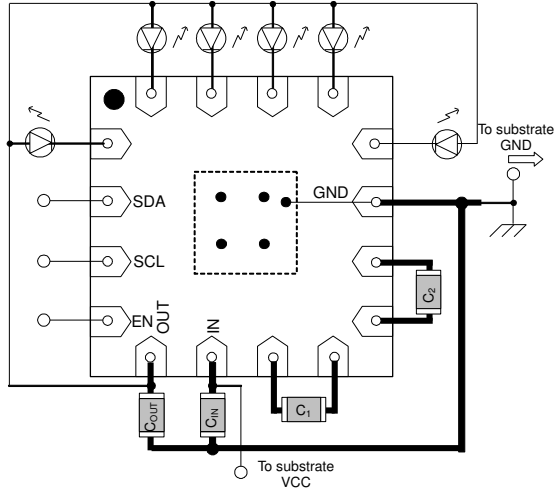 To substrate
GND
SDA
GND
SCL
C2
EN
OUT
IN
COUT
CIN
C1
To substrate
VCC